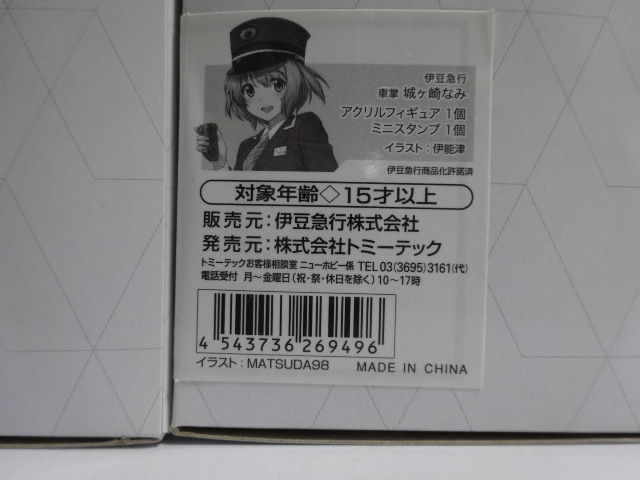 伊豆急行
車掌 城ヶ崎なみ
アクリルフィギュア 1個
ミニスタンプ 1個
イラスト：伊能津
伊豆急行商品化許諾済
対象年齢◇15才以上
販売元：伊豆急行株式会社
発売元：株式会社トミーテック
トミーテックお客様相談室 ニューホビー係 TEL 03(3695)3161(代)
電話受付 月〜金曜日(祝・祭・休日を除く)10〜17時
4 543736 269496
イラスト：MATSUDA98 MADE IN CHINA